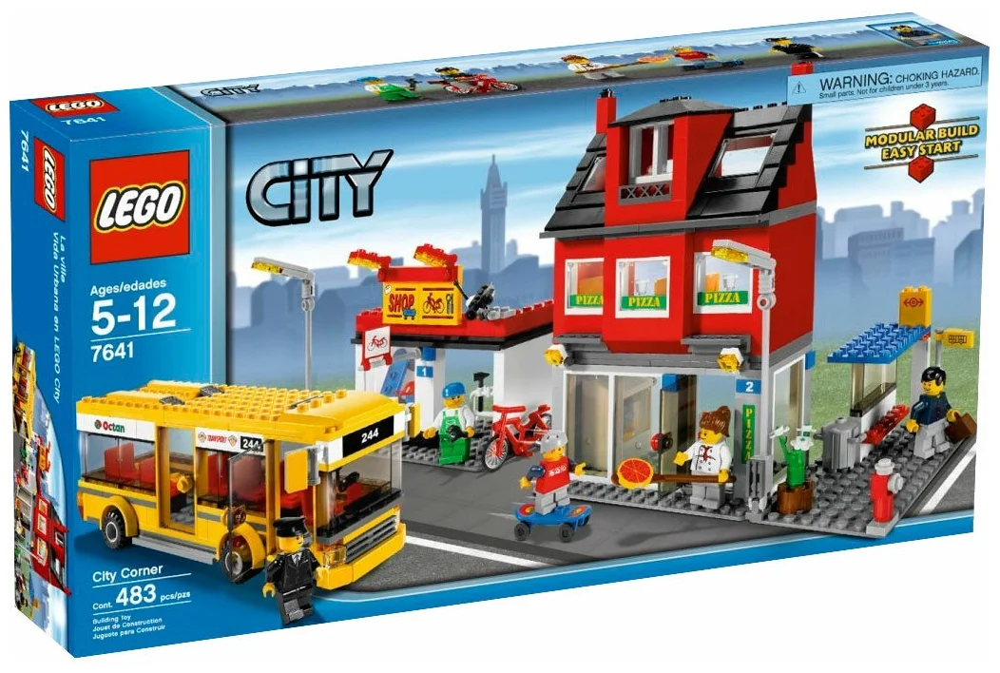 CITY
WARNING: CHOKING HAZARD.
Small parts. Not for children under 3 years.
MODULAR BUILD
EASY START
LEGO
7641
LEGO
7641
La ville
Vida Urbana en LEGO City
LEGO
CITY
Ages/edades
5-12
7641
SHOP
PIZZA
PIZZA
PIZZA
1
2
PIZZA
Octan
TRANSPORT
244
244
City Corner
Cont. 483 pcs/pzs
Building Toy
Jouet de Construction
Juguete para Construir